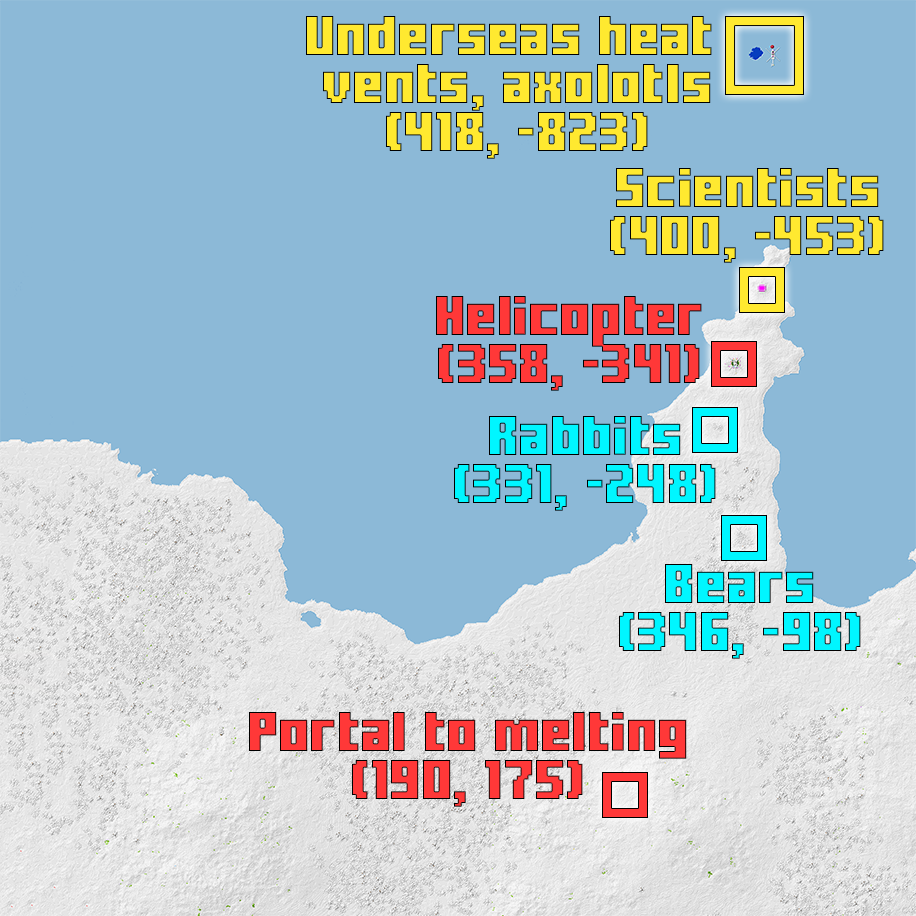 Underseas heat
vents, axolotls
(418, -823)
Scientists
(400, -453)
Helicopter
(358, -341)
Rabbits
(331, -248)
Bears
(346, -98)
Portal to melting
(190, 175)